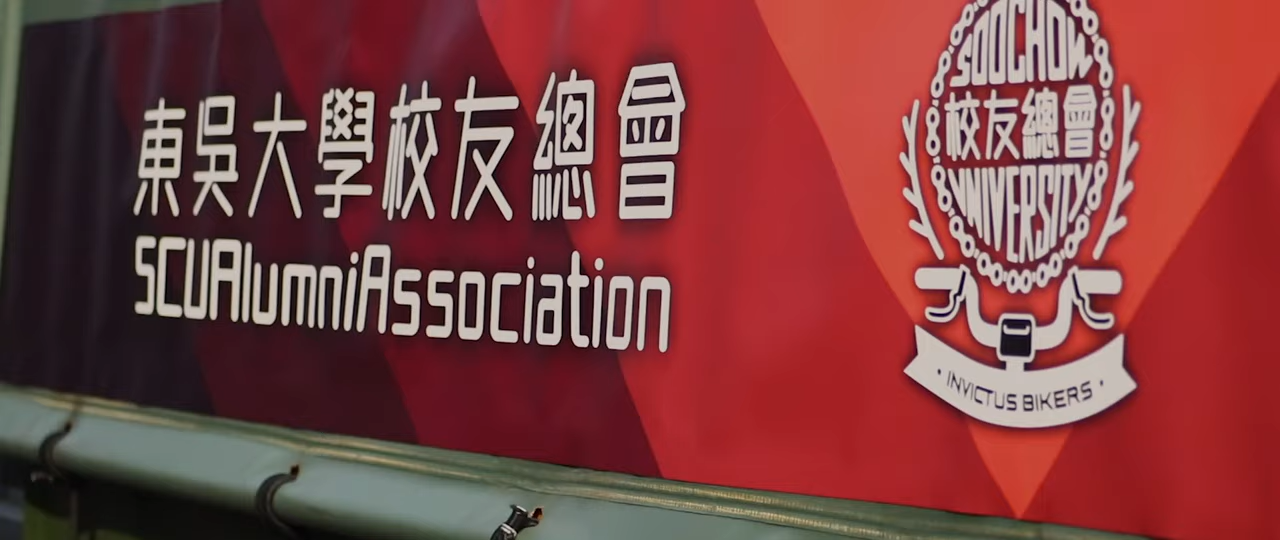 東吳大學校友總會
SCUAlumniAssociation
SOOCHOW
校友總會
UNIVERSITY
· INVICTUS BIKERS ·